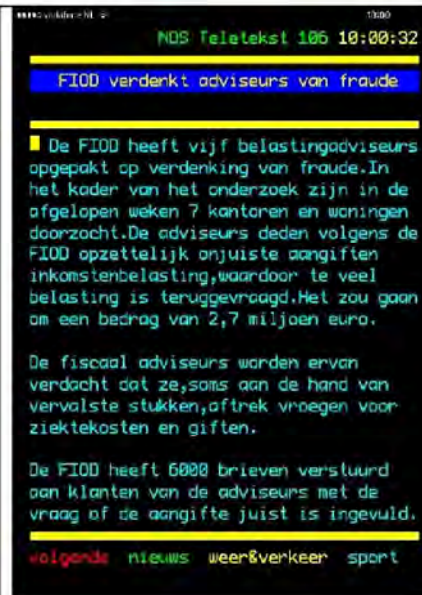 vodafone NL
10:00
NOS Teletekst 106 10:00:32
FIOD verdenkt adviseurs van fraude
De FIOD heeft vijf belastingadviseurs
opgepakt op verdenking van fraude.In
het kader van het onderzoek zijn in de
afgelopen weken 7 kantoren en woningen
doorzocht.De adviseurs deden volgens de
FIOD opzettelijk onjuiste aangiften
inkomstenbelasting,waardoor te veel
belasting is teruggevraagd.Het zou gaan
om een bedrag van 2,7 miljoen euro.
De fiscaal adviseurs worden ervan
verdacht dat ze,soms aan de hand van
vervalste stukken,aftrek vroegen voor
ziektekosten en giften.
De FIOD heeft 6000 brieven verstuurd
aan klanten van de adviseurs met de
vraag of de aangifte juist is ingevuld.
volgende nieuws weer&verkeer sport